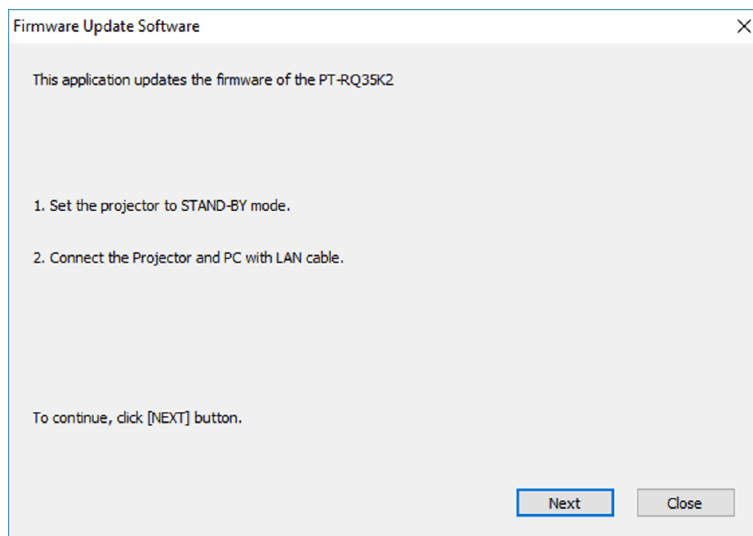 Firmware Update Software
This application updates the firmware of the PT-RQ35K2
1. Set the projector to STAND-BY mode.
2. Connect the Projector and PC with LAN cable.
To continue, click [NEXT] button.
Next
Close